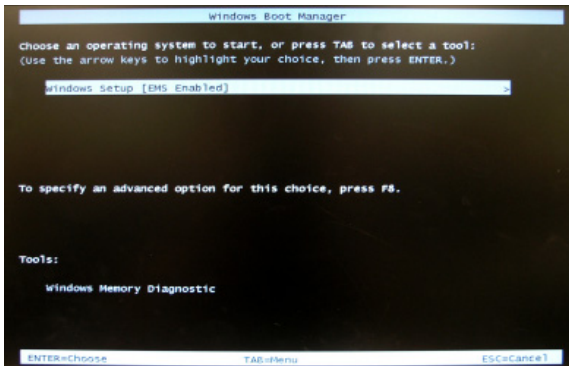 Windows Boot Manager
Choose an operating system to start, or press TAB to select a tool:
(Use the arrow keys to highlight your choice, then press ENTER.)
Windows Setup [EMS Enabled] >
To specify an advanced option for this choice, press F8.
Tools:
Windows Memory Diagnostic
ENTER=Choose TAB=Menu ESC=Cancel